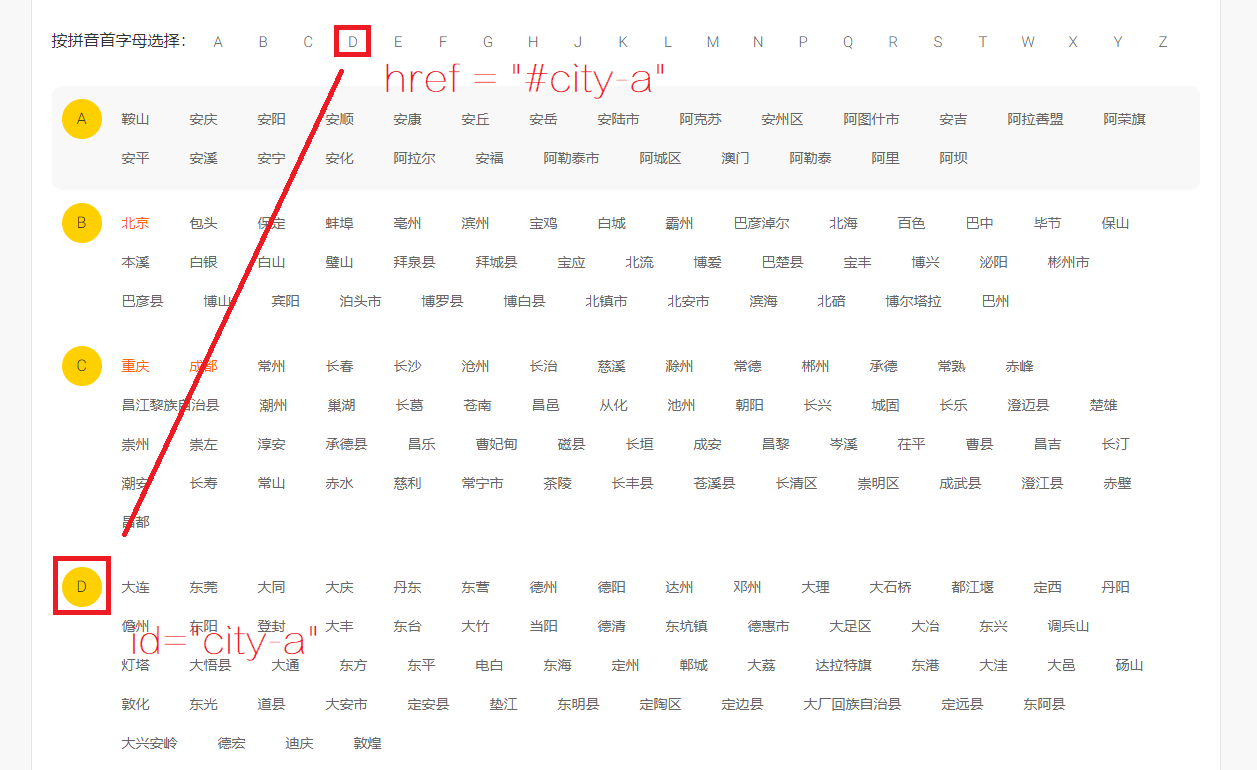 按拼音首字母选择： A B C D E F G H J K L M N P Q R S T W X Y Z
href = "#city-a"
A 鞍山 安庆 安阳 安顺 安康 安丘 安岳 安陆市 阿克苏 安州区 阿图什市 安吉 阿拉善盟 阿荣旗
安平 安溪 安宁 安化 阿拉尔 安福 阿勒泰市 阿城区 澳门 阿勒泰 阿里 阿坝
B 北京 包头 保定 蚌埠 亳州 滨州 宝鸡 白城 霸州 巴彦淖尔 北海 百色 巴中 毕节 保山
本溪 白银 白山 璧山 拜泉县 拜城县 宝应 北流 博爱 巴楚县 宝丰 博兴 泌阳 彬州市
巴彦县 博山 宾阳 泊头市 博罗县 博白县 北镇市 北安市 滨海 北碚 博尔塔拉 巴州
C 重庆 成都 常州 长春 长沙 沧州 长治 慈溪 滁州 常德 郴州 承德 常熟 赤峰
昌江黎族自治县 潮州 巢湖 长葛 苍南 昌邑 从化 池州 朝阳 长兴 城固 长乐 澄迈县 楚雄
崇州 崇左 淳安 承德县 昌乐 曹妃甸 磁县 长垣 成安 昌黎 岑溪 茌平 曹县 昌吉 长汀
潮安 长寿 常山 赤水 慈利 常宁市 茶陵 长丰县 苍溪县 长清区 崇明区 成武县 澄江县 赤壁
昌都
D 大连 东莞 大同 大庆 丹东 东营 德州 德阳 达州 邓州 大理 大石桥 都江堰 定西 丹阳
儋州 东阳 登封 大丰 东台 大竹 当阳 德清 东坑镇 德惠市 大足区 大冶 东兴 调兵山
id="city-a"
灯塔 大悟县 大通 东方 东平 电白 东海 定州 郸城 大荔 达拉特旗 东港 大洼 大邑 砀山
敦化 东光 道县 大安市 定安县 垫江 东明县 定陶区 定边县 大厂回族自治县 定远县 东阿县
大兴安岭 德宏 迪庆 敦煌